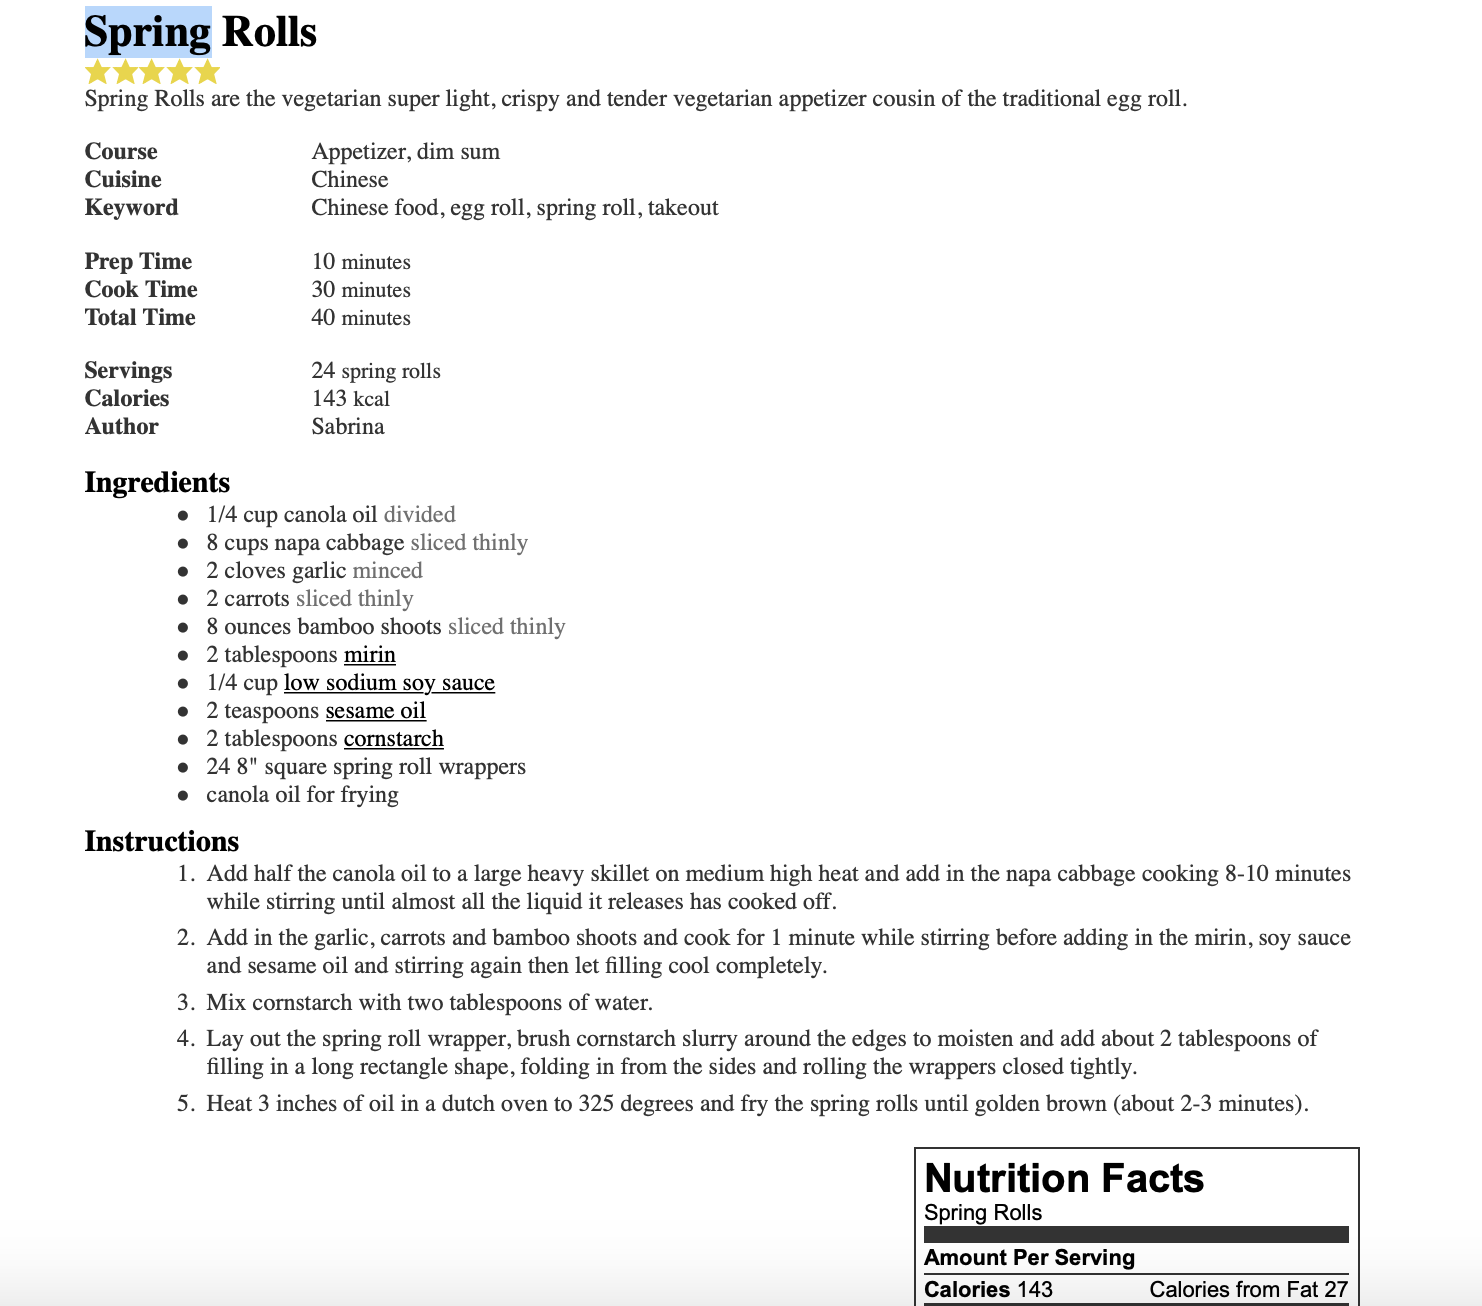 Spring Rolls
Spring Rolls are the vegetarian super light, crispy and tender vegetarian appetizer cousin of the traditional egg roll.
Course Appetizer, dim sum
Cuisine Chinese
Keyword Chinese food, egg roll, spring roll, takeout
Prep Time 10 minutes
Cook Time 30 minutes
Total Time 40 minutes
Servings 24 spring rolls
Calories 143 kcal
Author Sabrina
Ingredients
● 1/4 cup canola oil divided
● 8 cups napa cabbage sliced thinly
● 2 cloves garlic minced
● 2 carrots sliced thinly
● 8 ounces bamboo shoots sliced thinly
● 2 tablespoons mirin
● 1/4 cup low sodium soy sauce
● 2 teaspoons sesame oil
● 2 tablespoons cornstarch
● 24 8" square spring roll wrappers
● canola oil for frying
Instructions
1. Add half the canola oil to a large heavy skillet on medium high heat and add in the napa cabbage cooking 8-10 minutes
while stirring until almost all the liquid it releases has cooked off.
2. Add in the garlic, carrots and bamboo shoots and cook for 1 minute while stirring before adding in the mirin, soy sauce
and sesame oil and stirring again then let filling cool completely.
3. Mix cornstarch with two tablespoons of water.
4. Lay out the spring roll wrapper, brush cornstarch slurry around the edges to moisten and add about 2 tablespoons of
filling in a long rectangle shape, folding in from the sides and rolling the wrappers closed tightly.
5. Heat 3 inches of oil in a dutch oven to 325 degrees and fry the spring rolls until golden brown (about 2-3 minutes).
Nutrition Facts
Spring Rolls
Amount Per Serving
Calories 143 Calories from Fat 27